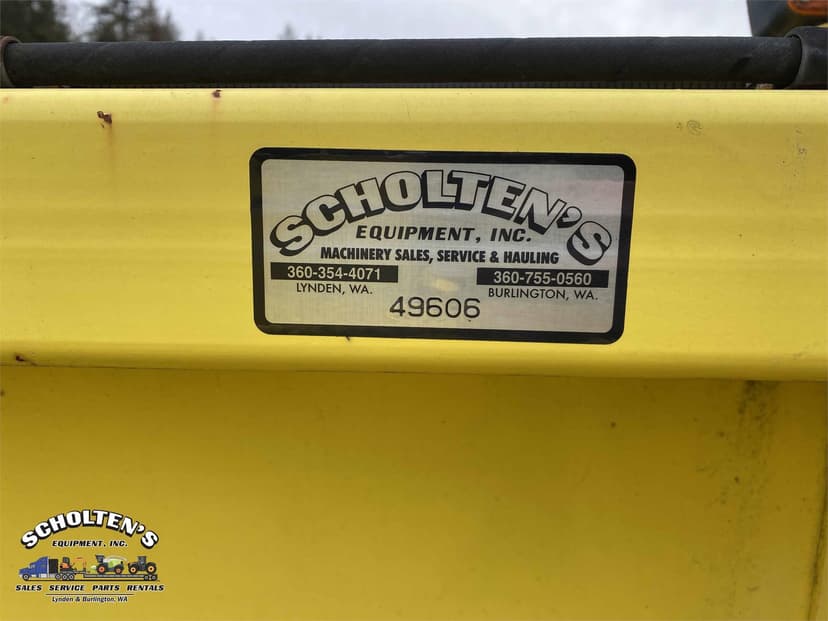 SCHOLTEN'S
EQUIPMENT, INC.
MACHINERY SALES, SERVICE & HAULING
360-354-4071 360-755-0560
LYNDEN, WA. BURLINGTON, WA.
49606
SCHOLTEN'S
EQUIPMENT, INC.
SALES SERVICE PARTS RENTALS
Lynden & Burlington, WA